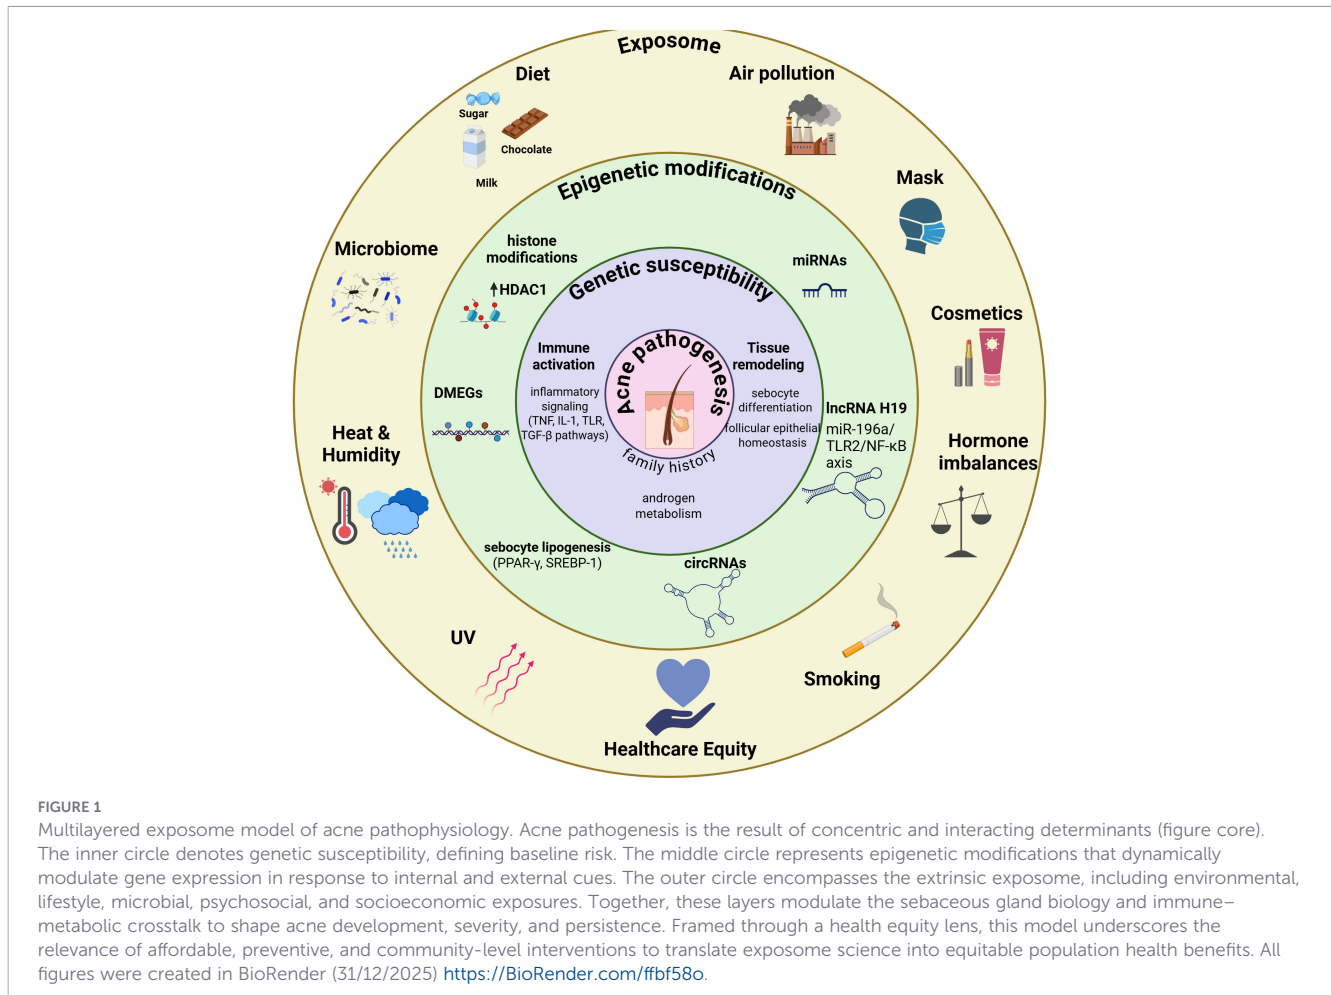 Exposome
Diet
Sugar
Chocolate
Milk
Air pollution
Mask
Microbiome
Cosmetics
Heat &
Humidity
Hormone
imbalances
UV
Smoking
Healthcare Equity
Epigenetic modifications
histone
modifications
↑HDAC1
miRNAs
DMEGs
lncRNA H19
miR-196a/
TLR2/NF-κB
axis
sebocyte lipogenesis
(PPAR-γ, SREBP-1)
circRNAs
Genetic susceptibility
Immune
activation
inflammatory
signaling
(TNF, IL-1, TLR,
TGF-β pathways)
Tissue
remodeling
sebocyte
differentiation
follicular epithelial
homeostasis
family history
androgen
metabolism
Acne pathogenesis
FIGURE 1
Multilayered exposome model of acne pathophysiology. Acne pathogenesis is the result of concentric and interacting determinants (figure core).
The inner circle denotes genetic susceptibility, defining baseline risk. The middle circle represents epigenetic modifications that dynamically
modulate gene expression in response to internal and external cues. The outer circle encompasses the extrinsic exposome, including environmental,
lifestyle, microbial, psychosocial, and socioeconomic exposures. Together, these layers modulate the sebaceous gland biology and immune–
metabolic crosstalk to shape acne development, severity, and persistence. Framed through a health equity lens, this model underscores the
relevance of affordable, preventive, and community-level interventions to translate exposome science into equitable population health benefits. All
figures were created in BioRender (31/12/2025) https://BioRender.com/ffbf58o.